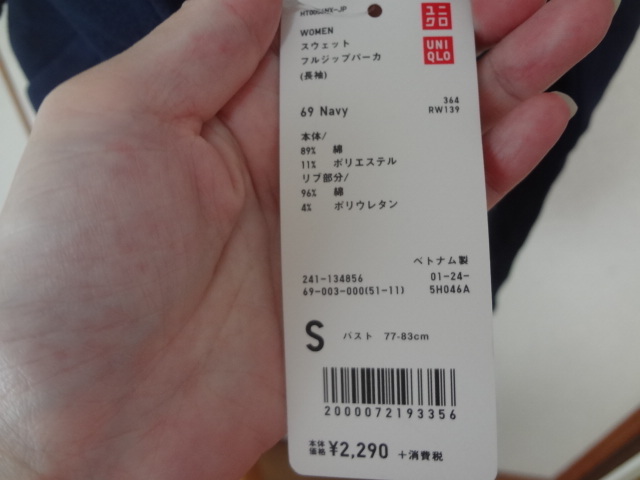 WOMEN
スウェット
フルジップパーカ
(長袖)
ユニ
クロ
UNI
QLO
69 Navy
364
RW139
本体/
89% 綿
11% ポリエステル
リブ部分/
96% 綿
4% ポリウレタン
ベトナム製
241-134856 01-24-
69-003-000(51-11) 5H046A
S バスト 77-83cm
2000072193356
本体
価格 ¥2,290 +消費税